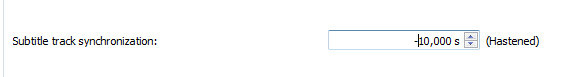 Subtitle track synchronization: -10,000 s (Hastened)